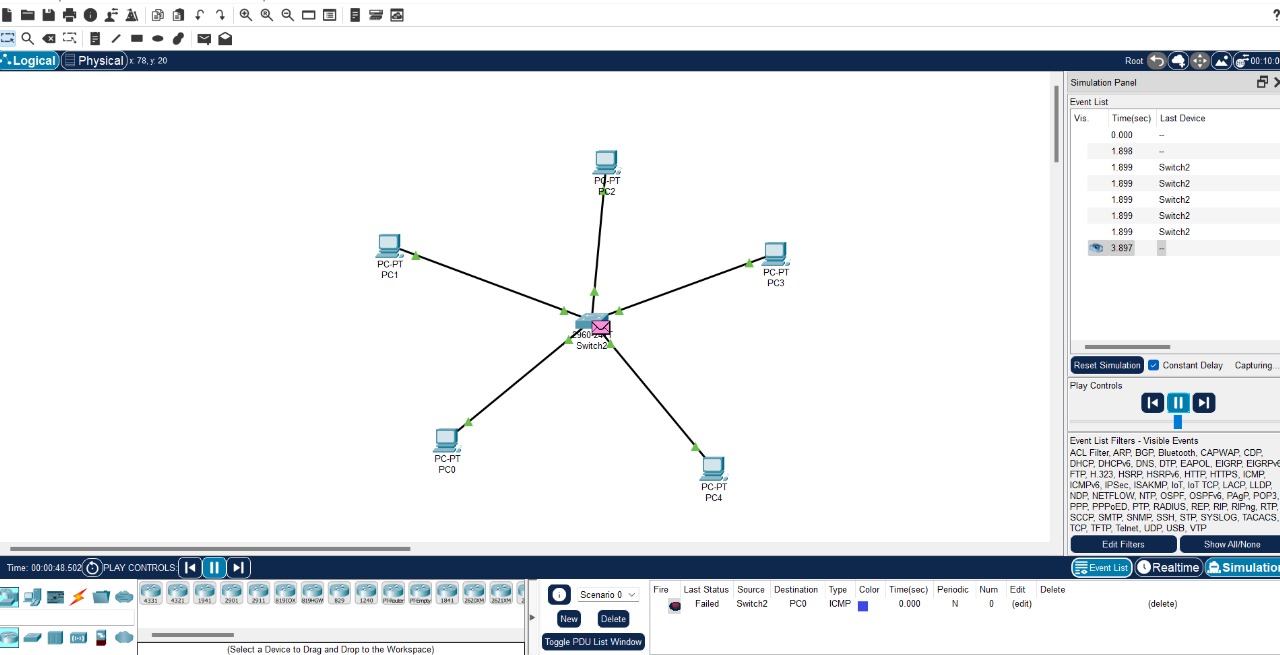 Logical Physical x: 78, y: 20 Root 00:10:0
Simulation Panel
Event List
Vis. Time(sec) Last Device
0.000 --
1.898 --
1.899 Switch2
1.899 Switch2
1.899 Switch2
1.899 Switch2
1.899 Switch2
3.897 --
PC-PT
PC2
PC-PT
PC1
PC-PT
PC3
Switch2
PC-PT
PC0
PC-PT
PC4
Reset Simulation Constant Delay Capturing...
Play Controls
Event List Filters - Visible Events
ACL Filter, ARP, BGP, Bluetooth, CAPWAP, CDP,
DHCP, DHCPv6, DNS, DTP, EAPOL, EIGRP, EIGRPv6
FTP, H.323, HSRP, HSRPv6, HTTP, HTTPS, ICMP,
ICMPv6, IPSec, ISAKMP, IoT, IoT TCP, LACP, LLDP,
NDP, NETFLOW, NTP, OSPF, OSPFv6, PAgP, POP3,
PPP, PPPoED, PTP, RADIUS, REP, RIP, RIPng, RTP,
SCCP, SMTP, SNMP, SSH, STP, SYSLOG, TACACS,
TCP, TFTP, Telnet, UDP, USB, VTP
Edit Filters Show All/None
Event List Realtime Simulation
Time: 00:00:48.502 PLAY CONTROLS:
4331 4321 1941 2901 2911 819IOX 819HGW 829 1240 PT-Router PT-Empty 1841 2620XM 2621XM
(Select a Device to Drag and Drop to the Workspace)
Scenario 0
New Delete
Toggle PDU List Window
Fire Last Status Source Destination Type Color Time(sec) Periodic Num Edit Delete
Failed Switch2 PC0 ICMP 0.000 N 0 (edit) (delete)